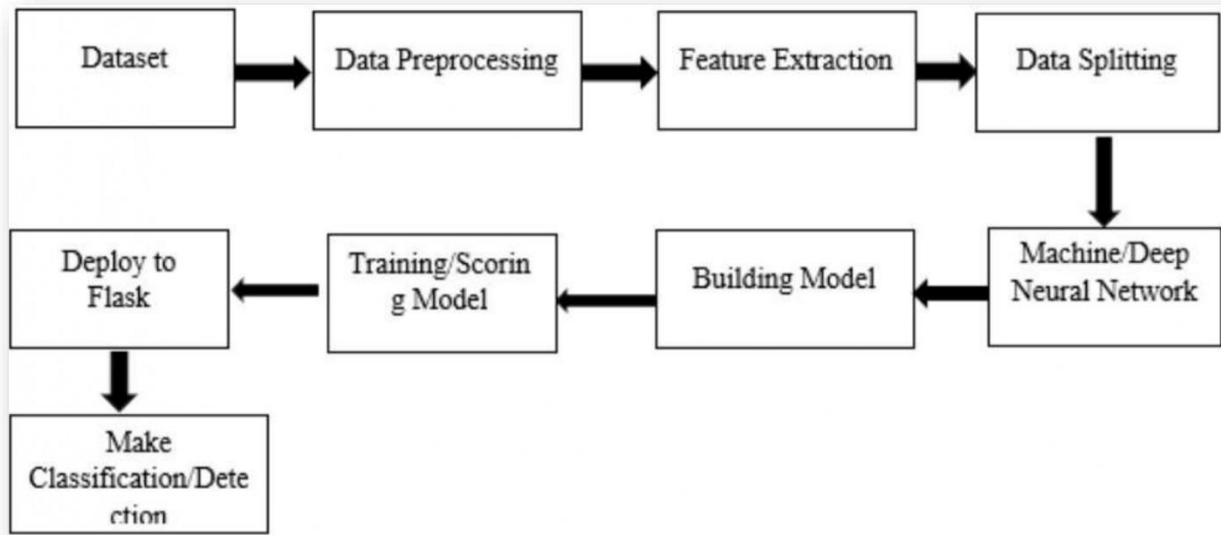 Dataset
Data Preprocessing
Feature Extraction
Data Splitting
Machine/Deep
Neural Network
Building Model
Training/Scorin
g Model
Deploy to
Flask
Make
Classification/Dete
ction